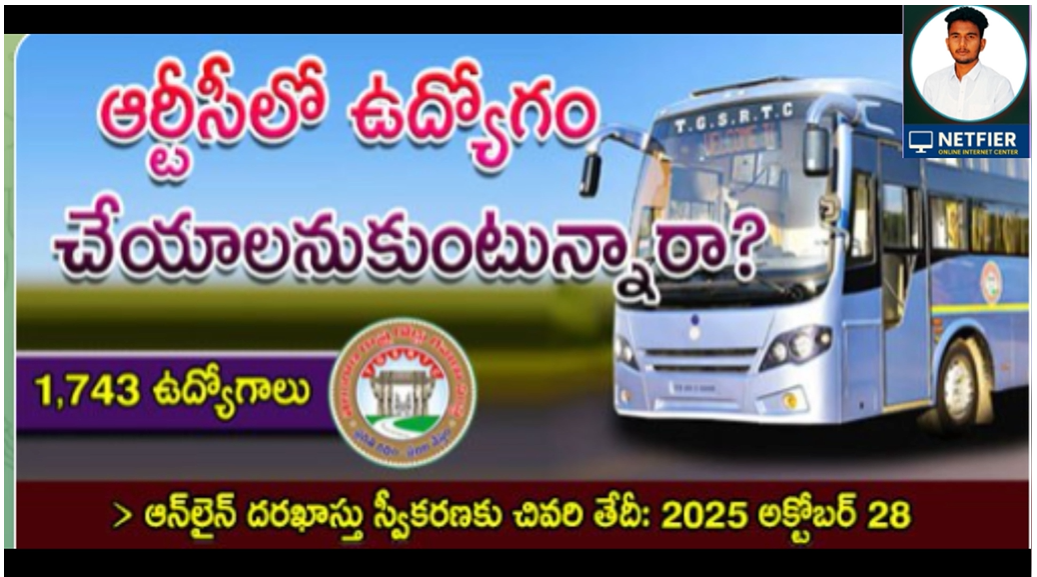 ఆర్టీసీలో ఉద్యోగం
చేయాలనుకుంటున్నారా?
T.G.S.R.T.C
NETFIER
ONLINE INTERNET CENTER
1,743 ఉద్యోగాలు
> ఆన్‌లైన్ దరఖాస్తు స్వీకరణకు చివరి తేదీ: 2025 అక్టోబర్ 28